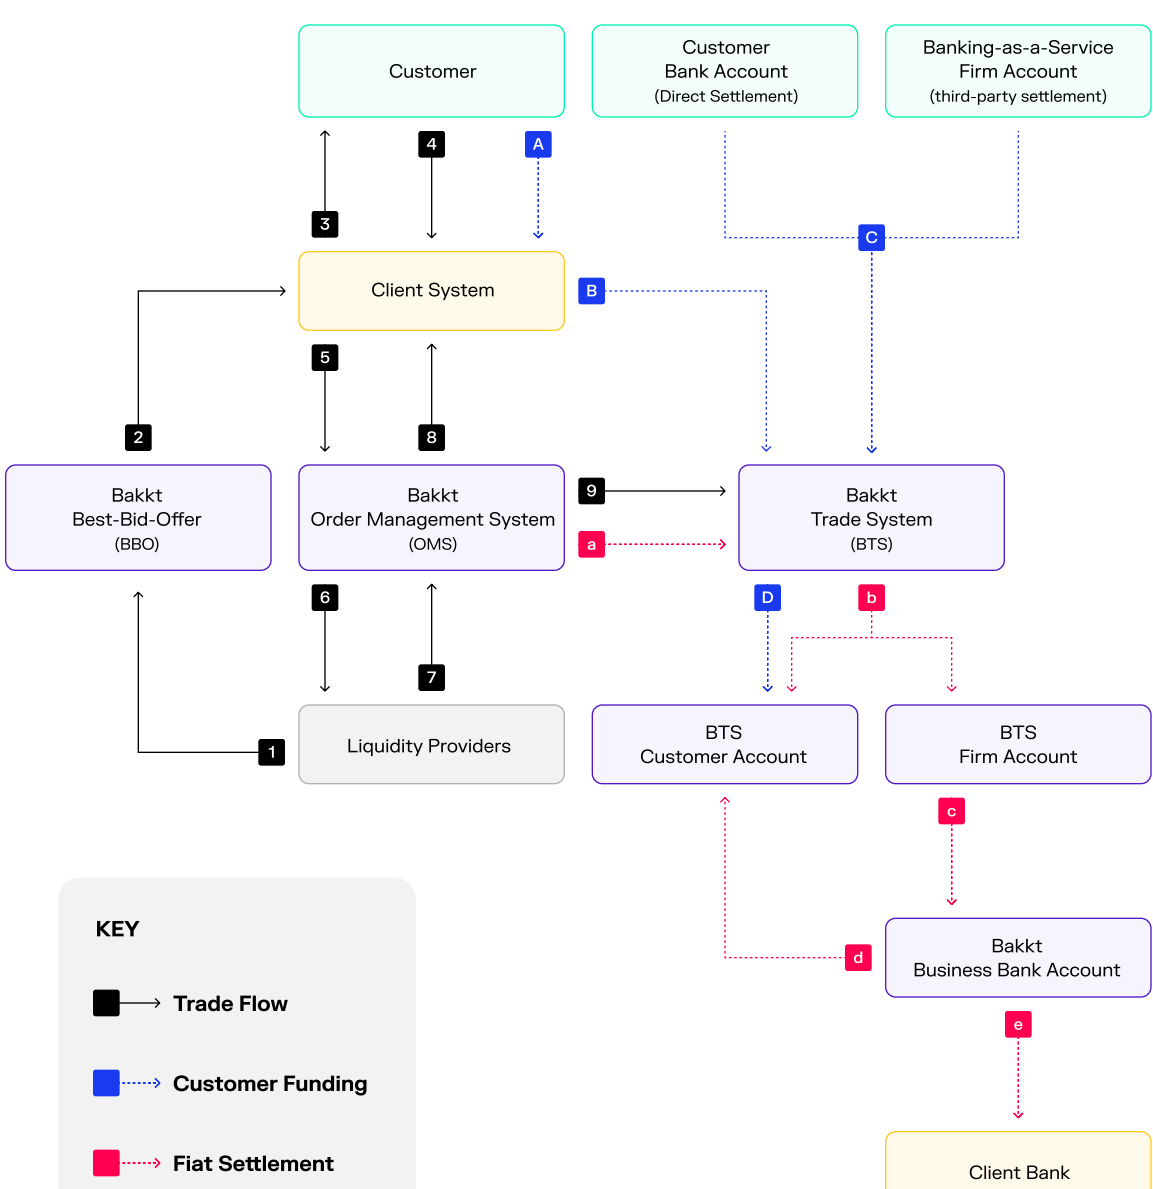 Customer
Customer
Bank Account
(Direct Settlement)
Banking-as-a-Service
Firm Account
(third-party settlement)
4
A
3
C
Client System
B
5
2
8
Bakkt
Best-Bid-Offer
(BBO)
Bakkt
Order Management System
(OMS)
9
a
Bakkt
Trade System
(BTS)
6
D
b
7
1
Liquidity Providers
BTS
Customer Account
BTS
Firm Account
c
d
Bakkt
Business Bank Account
e
Client Bank
KEY
Trade Flow
Customer Funding
Fiat Settlement